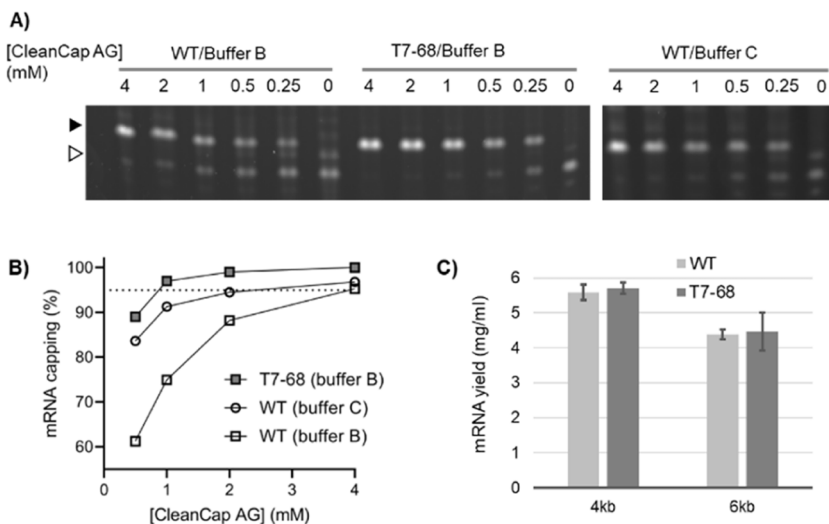 A)
[CleanCap AG]
(mM)
WT/Buffer B
T7-68/Buffer B
WT/Buffer C
4 2 1 0.5 0.25 0
4 2 1 0.5 0.25 0
4 2 1 0.5 0.25 0
B)
mRNA capping (%)
100
90
80
70
60
T7-68 (buffer B)
WT (buffer C)
WT (buffer B)
0 1 2 3 4
[CleanCap AG] (mM)
C)
WT
T7-68
mRNA yield (mg/ml)
6
5
4
3
2
1
0
4kb 6kb